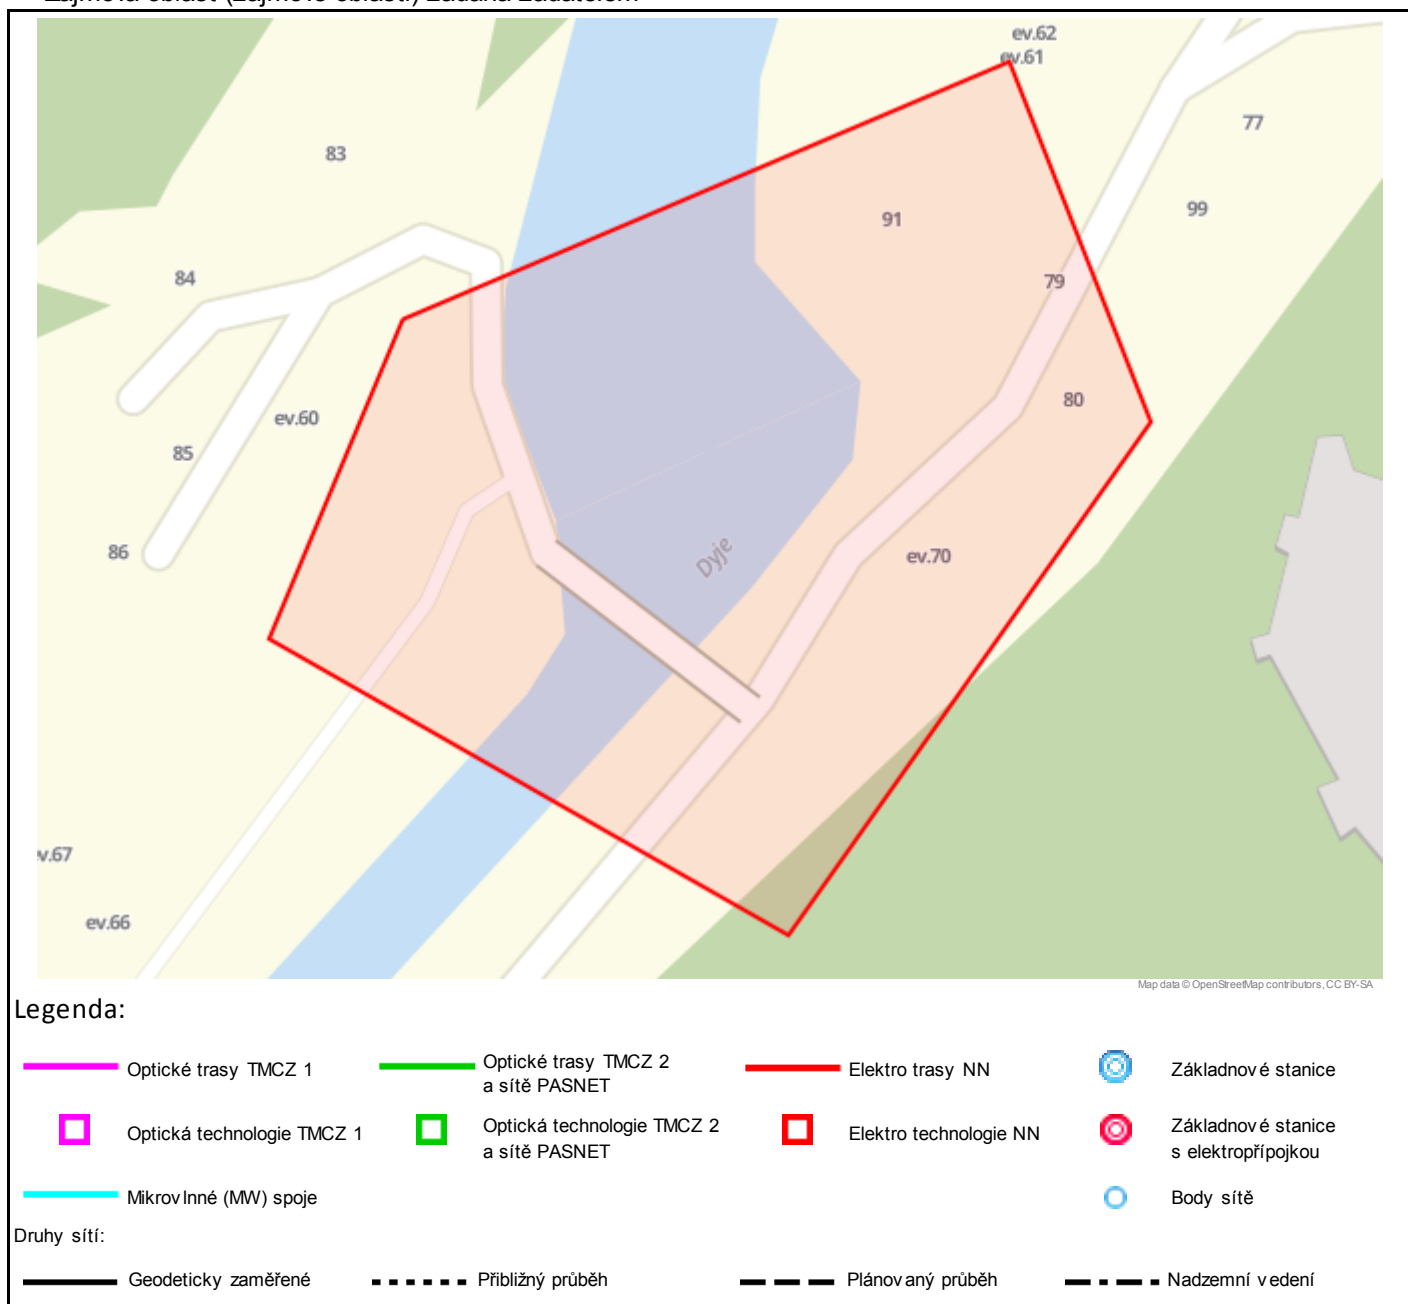 ev.62
ev.61
77
83
99
91
84
79
80
ev.60
85
86
Dyje
ev.70
v.67
ev.66
Map data © OpenStreetMap contributors, CC BY-SA
Legenda:
Optické trasy TMCZ 1
Optické trasy TMCZ 2
a sítě PASNET
Elektro trasy NN
Základnové stanice
Optická technologie TMCZ 1
Optická technologie TMCZ 2
a sítě PASNET
Elektro technologie NN
Základnové stanice
s elektropřípojkou
Mikrovlnné (MW) spoje
Body sítě
Druhy sítí:
Geodeticky zaměřené
Přibližný průběh
Plánovaný průběh
Nadzemní vedení